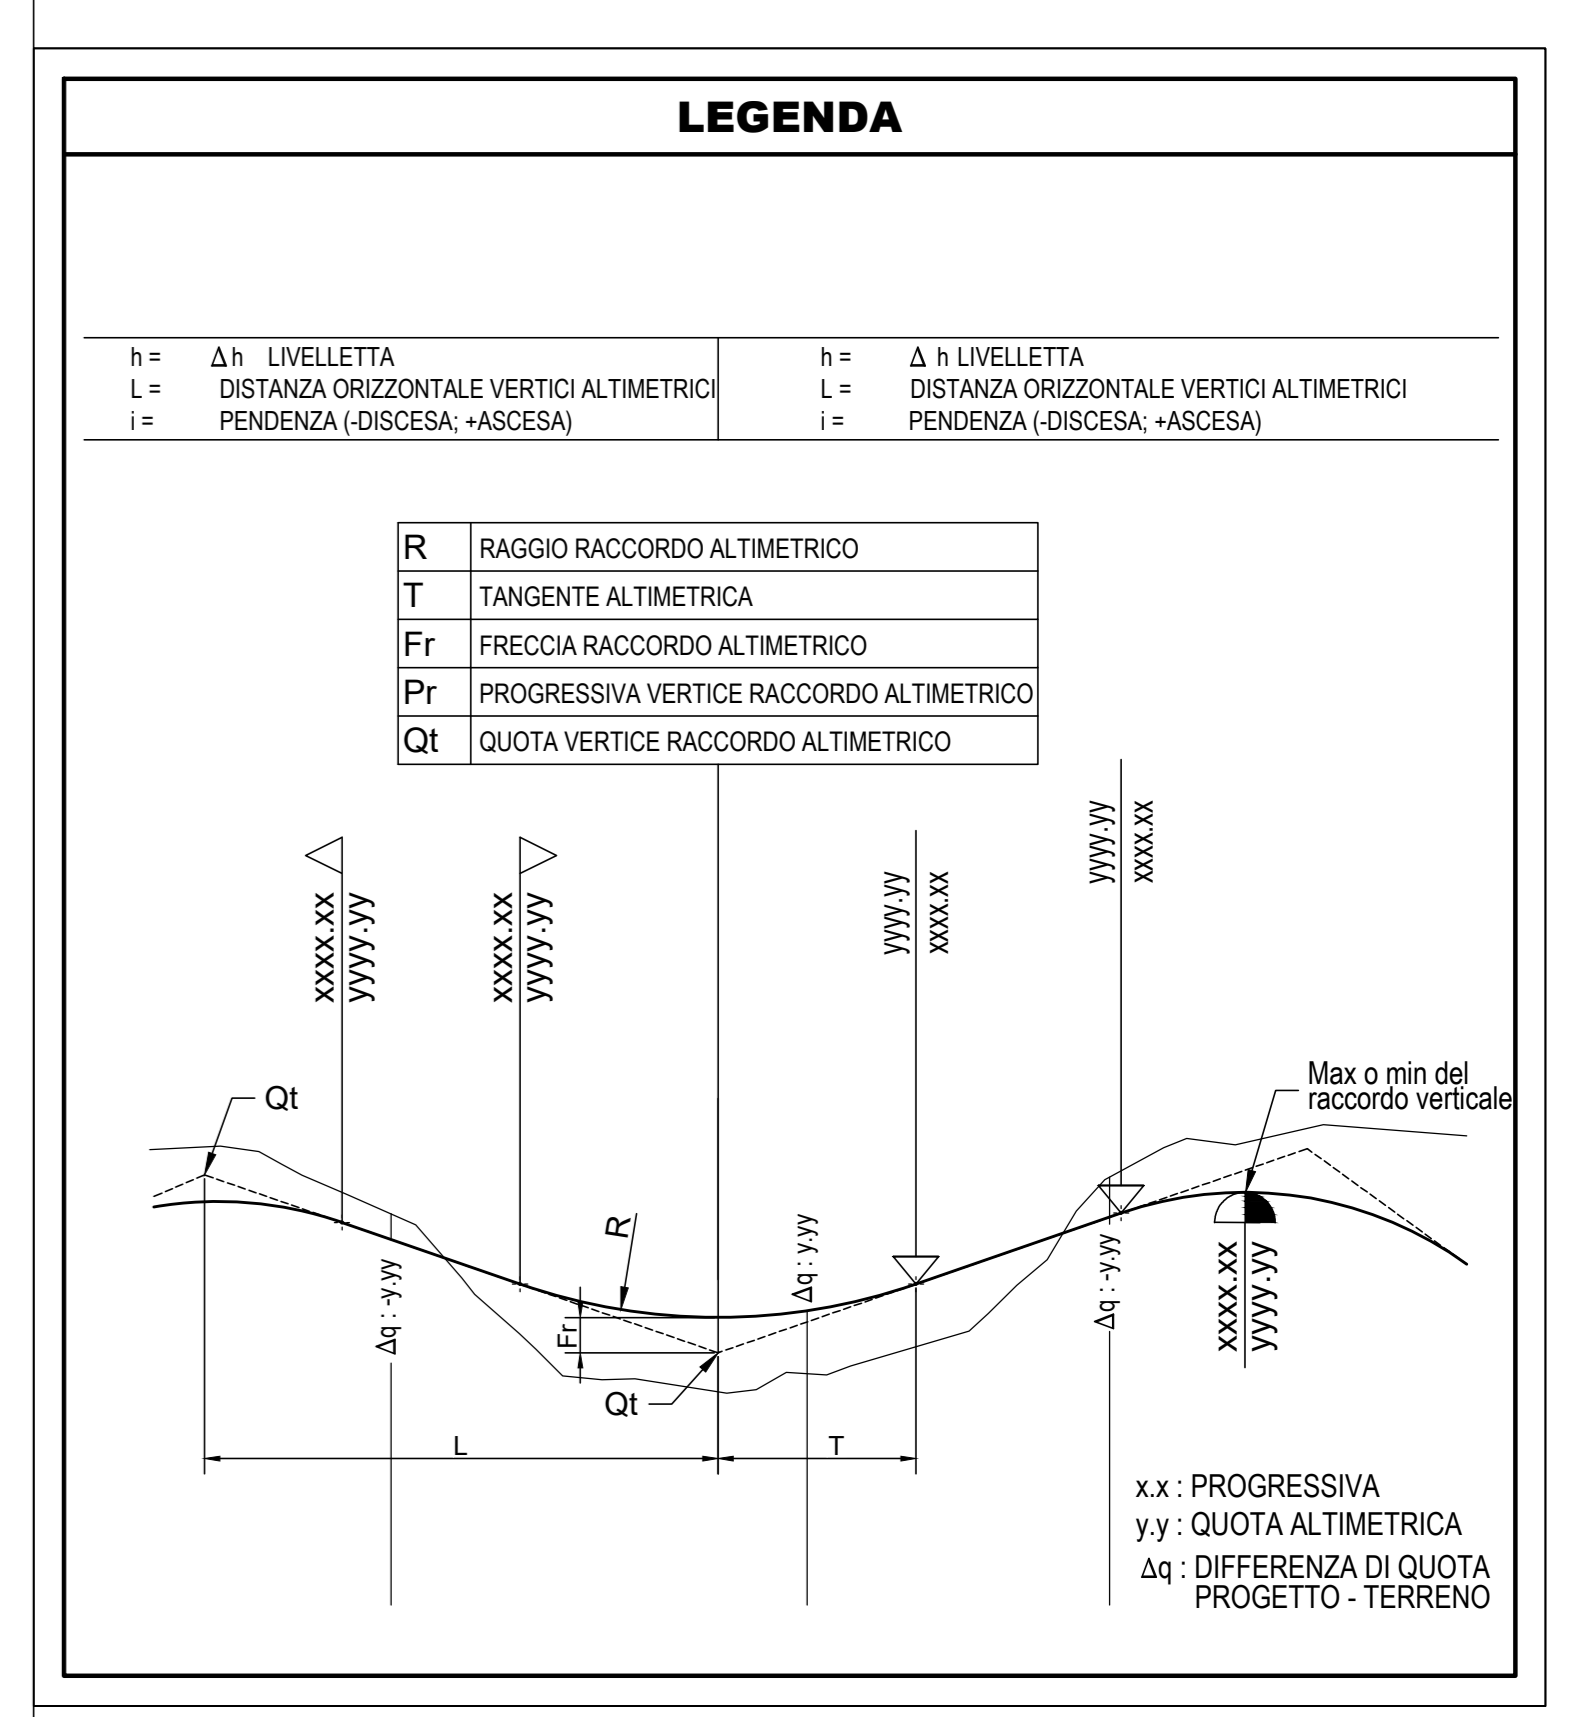 LEGENDA
h = Δ h LIVELLETTA
L = DISTANZA ORIZZONTALE VERTICI ALTIMETRICI
i = PENDENZA (-DISCESA; +ASCESA)
h = Δ h LIVELLETTA
L = DISTANZA ORIZZONTALE VERTICI ALTIMETRICI
i = PENDENZA (-DISCESA; +ASCESA)
R RAGGIO RACCORDO ALTIMETRICO
T TANGENTE ALTIMETRICA
Fr FRECCIA RACCORDO ALTIMETRICO
Pr PROGRESSIVA VERTICE RACCORDO ALTIMETRICO
Qt QUOTA VERTICE RACCORDO ALTIMETRICO
xxxx.xx
yyyy.yy
xxxx.xx
yyyy.yy
yyyy.yy
xxxx.xx
yyyy.yy
xxxx.xx
Qt
Max o min del
raccordo verticale
R
Δq : -y.yy
Fr
Δq : y.yy
Δq : -y.yy
xxxx.xx
yyyy.yy
Qt
L
T
x.x : PROGRESSIVA
y.y : QUOTA ALTIMETRICA
Δq : DIFFERENZA DI QUOTA
PROGETTO - TERRENO